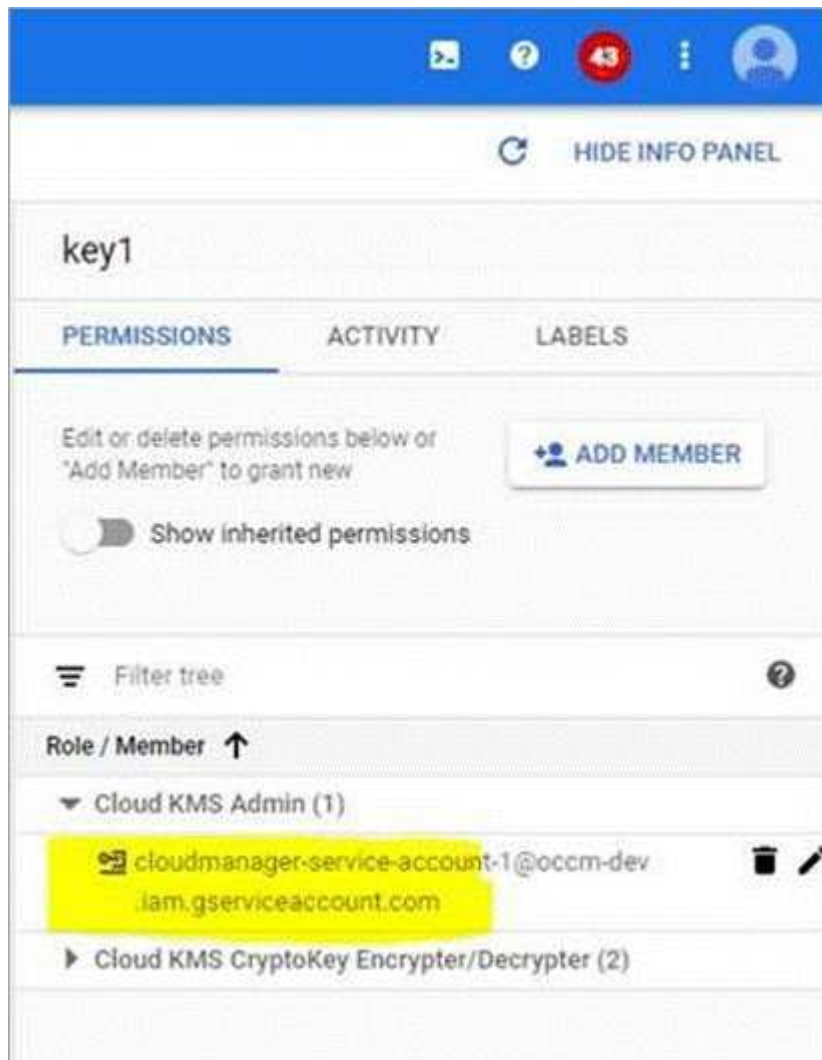 43
HIDE INFO PANEL
key1
PERMISSIONS ACTIVITY LABELS
Edit or delete permissions below or
"Add Member" to grant new
ADD MEMBER
Show inherited permissions
Filter tree
Role / Member
Cloud KMS Admin (1)
cloudmanager-service-account-1@occm-dev
.iam.gserviceaccount.com
Cloud KMS CryptoKey Encrypter/Decrypter (2)